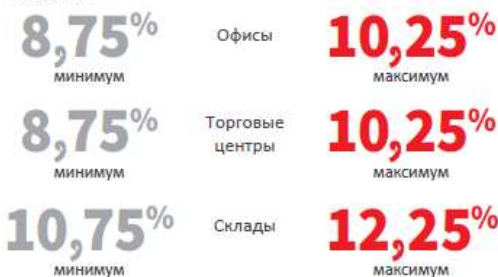 8,75% Офисы 10,25%
минимум максимум
8,75% Торговые центры 10,25%
минимум максимум
10,75% Склады 12,25%
минимум максимум